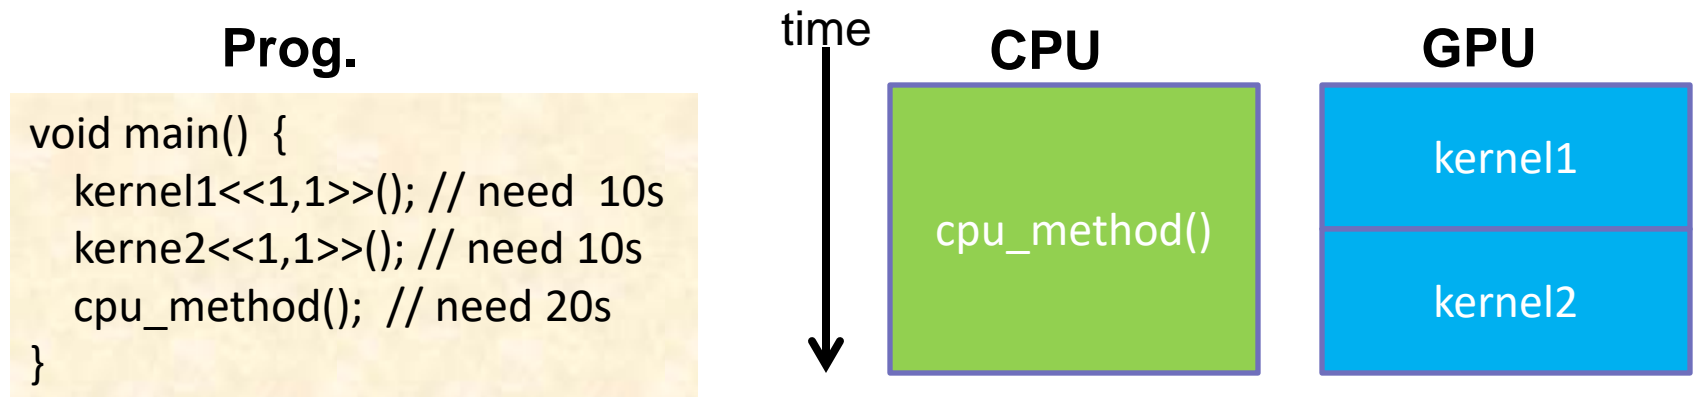 Prog.
void main()  {
kernel1<<1,1>>(); // need  10s
kerne2<<1,1>>(); // need 10s
cpu_method();  // need 20s
}
time
CPU
cpu_method()
GPU
kernel1
kernel2